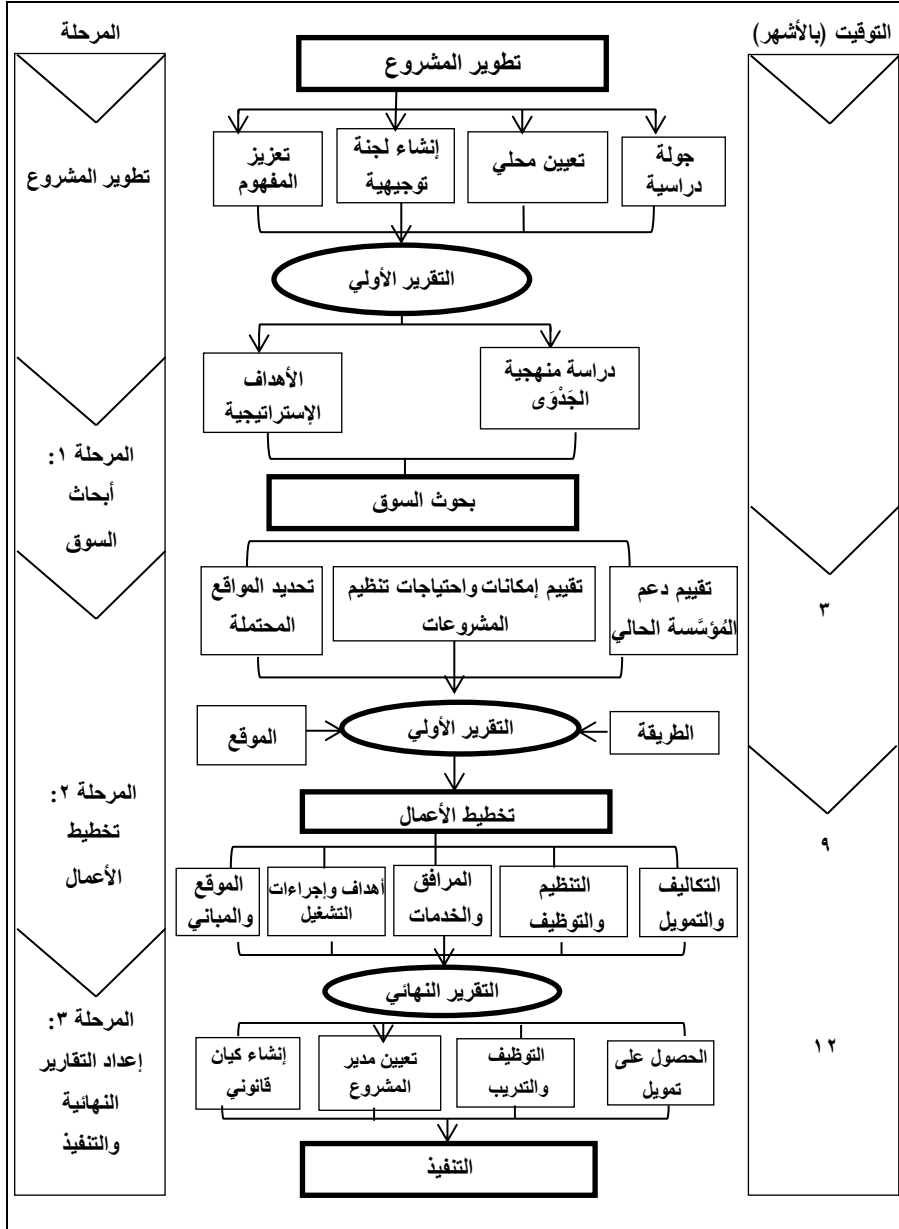 التوقيت (بالأشهر)
المرحلة
تطوير المشروع
جولة
دراسية
تعيين محلي
إنشاء لجنة
توجيهية
تعزيز
المفهوم
تطوير المشروع
التقرير الأولي
دراسة منهجية
الجَدْوَى
الأهداف
الإستراتيجية
المرحلة ١:
أبحاث
السوق
بحوث السوق
تقييم دعم
المُؤسَّسة الحالي
تقييم إمكانات واحتياجات تنظيم
المشروعات
تحديد المواقع
المحتملة
٣
التقرير الأولي
الطريقة
الموقع
المرحلة ٢:
تخطيط
الأعمال
تخطيط الأعمال
٩
التكاليف
والتمويل
التنظيم
والتوظيف
المرافق
والخدمات
أهداف وإجراءات
التشغيل
الموقع
والمباني
التقرير النهائي
المرحلة ٣:
إعداد التقارير
النهائية
والتنفيذ
١٢
الحصول على
تمويل
التوظيف
والتدريب
تعيين مدير
المشروع
إنشاء كيان
قانوني
التنفيذ